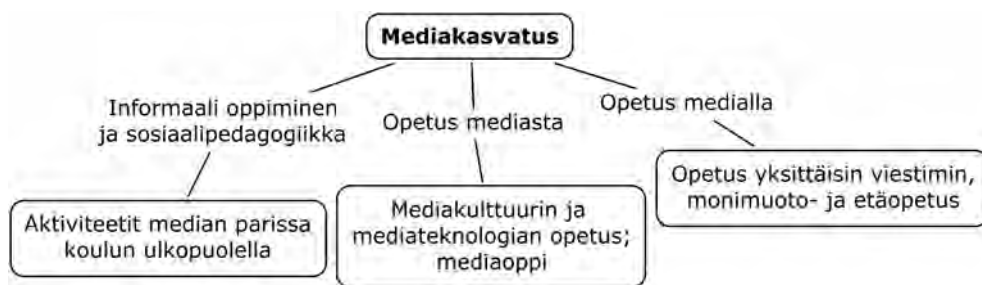 Mediakasvatus
Informaali oppiminen
ja sosiaalipedagogiikka
Opetus mediasta
Opetus medialla
Aktiviteetit median parissa
koulun ulkopuolella
Mediakulttuurin ja
mediateknologian opetus;
mediaoppi
Opetus yksittäisin viestimin,
monimuoto- ja etäopetus